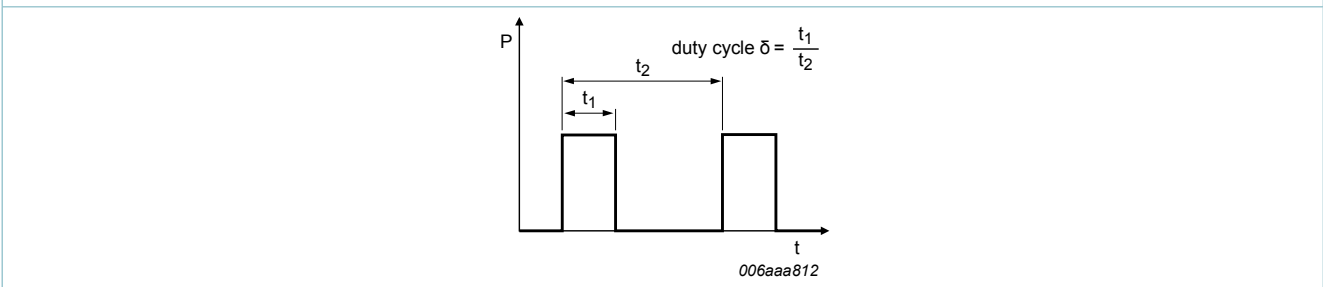 P
duty cycle δ = t1
t2
t2
t1
t
006aaa812